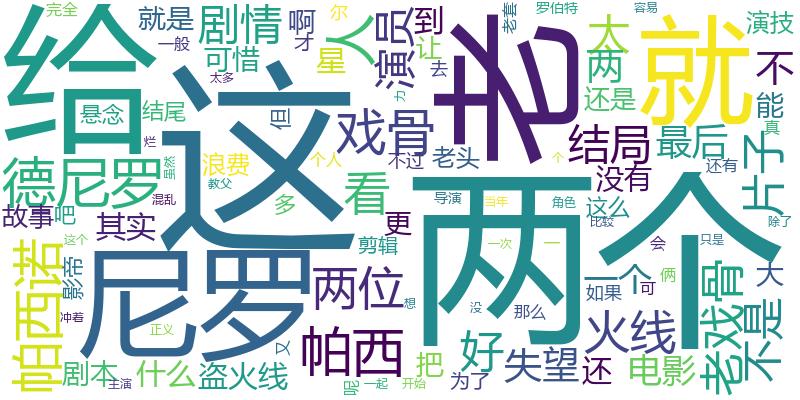 完全
就是
一般
剧情
可惜
啊
才
人
星
尔
演员
到
让
去
力
老套
老
罗伯特
太
两
还是
容易
就
演技
不
能
真
给
这
悬念
结尾
烂
虽然
德尼罗
浪费
太多
但
个人
教父
戏骨
不过
老头
两个
结局
没有
最后
还有
片子
故事
吧
其实
混乱
多
看
更
剪辑
导演
当年
个
角色
比较
这么
会
这个
只是
除了
帕西诺
影帝
冲着
正义
尼罗
又
两位
想
一次
没
一
那么
一个
如果
可
俩
大
老戏骨
不是
剧本
主演
什么
盗火线
呢
帕西
一起
把
开始
好
为了
失望
还
火线
电影